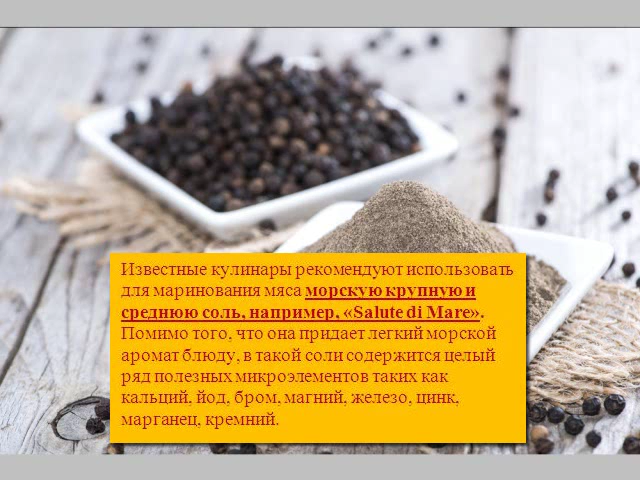 Известные кулинары рекомендуют использовать
для маринования мяса морскую крупную и
среднюю соль, например, «Salute di Mare».
Помимо того, что она придает легкий морской
аромат блюду, в такой соли содержится целый
ряд полезных микроэлементов таких как
кальций, йод, бром, магний, железо, цинк,
марганец, кремний.